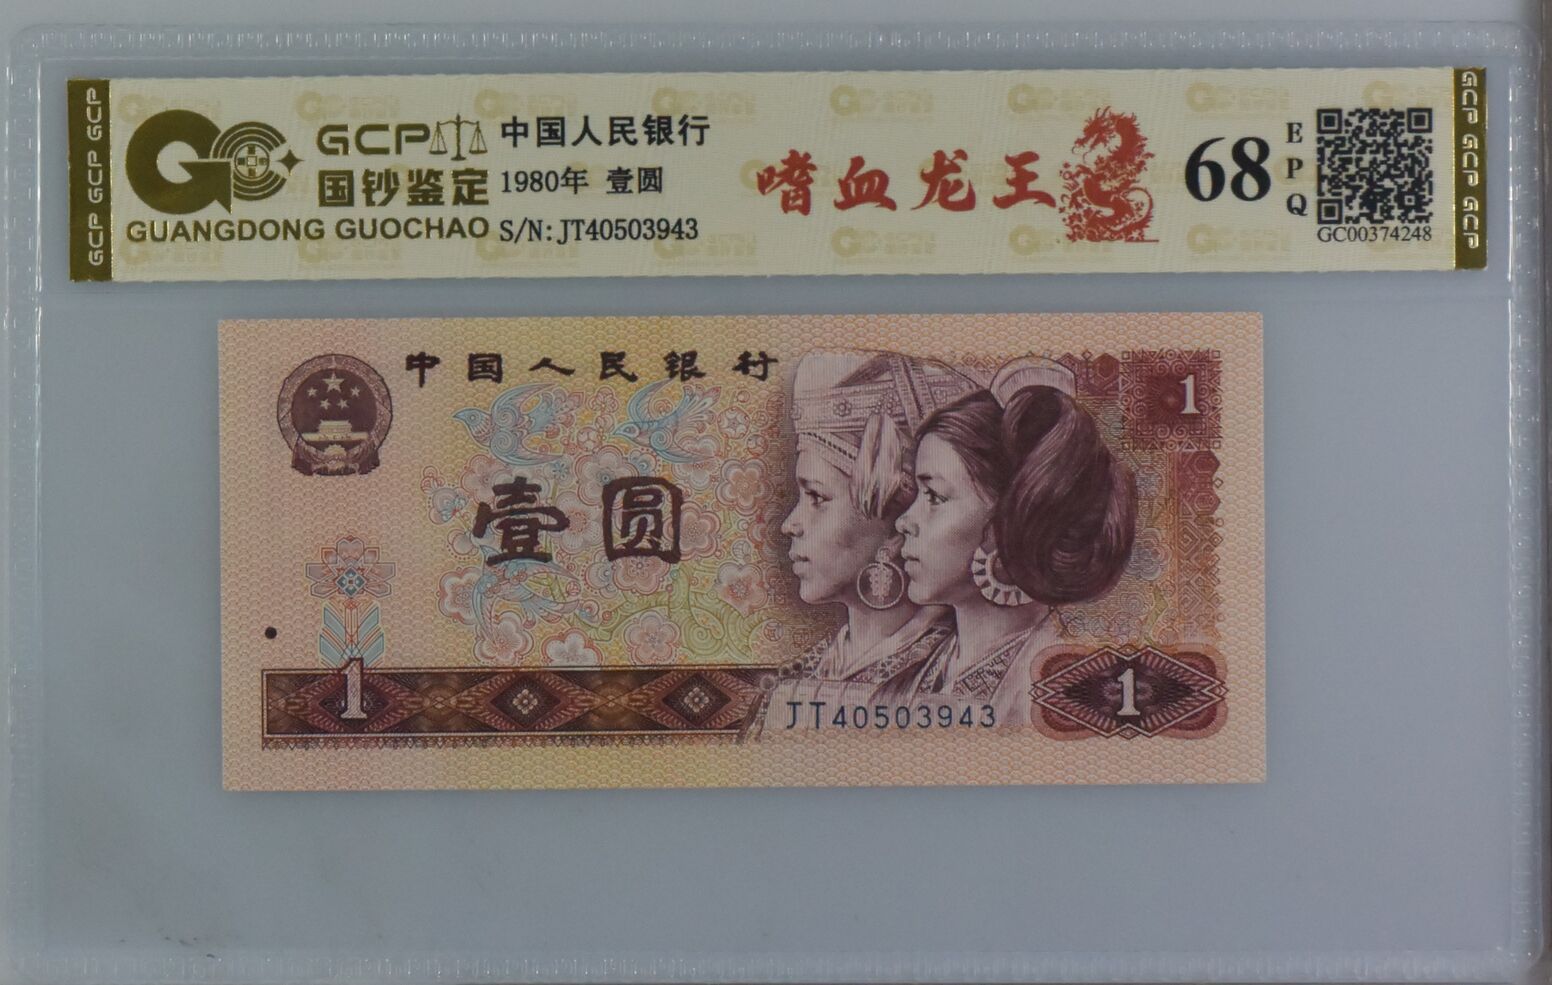 GCP GCP GCP
GCP
国钞鉴定
GUANGDONG GUOCHAO
中国人民银行
1980年 壹圆
S/N: JT40503943
嗜血龙王
68
EPQ
GC00374248
GCP GCP GCP
中国人民银行
1
壹圆
1
JT40503943
1